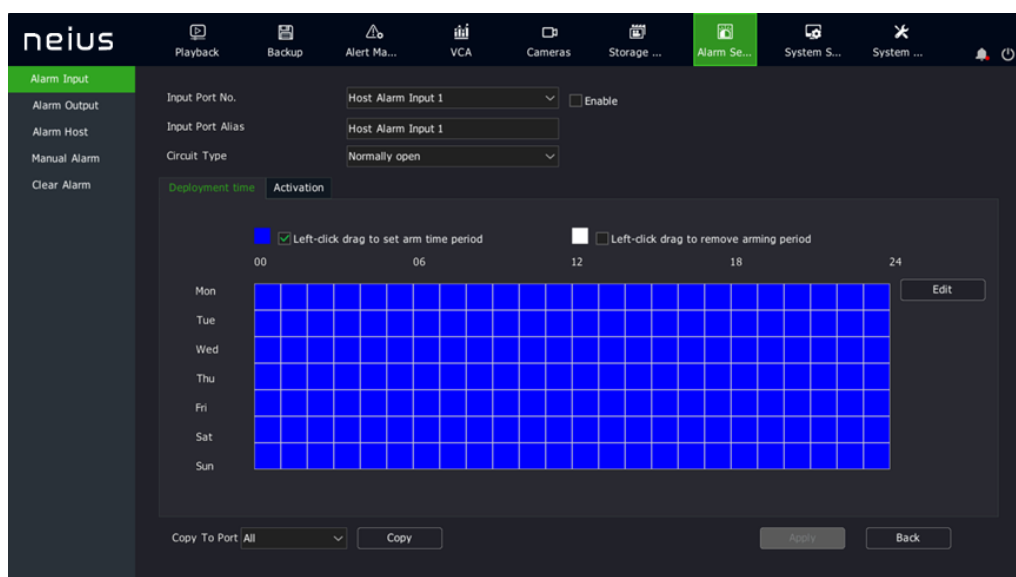 neius
Playback Backup Alert Ma... VCA Cameras Storage ... Alarm Se... System S... System ...
Alarm Input
Alarm Output
Alarm Host
Manual Alarm
Clear Alarm
Input Port No. Host Alarm Input 1 Enable
Input Port Alias Host Alarm Input 1
Circuit Type Normally open
Deployment time Activation
Left-click drag to set arm time period Left-click drag to remove arming period
00 06 12 18 24
Mon Edit
Tue
Wed
Thu
Fri
Sat
Sun
Copy To Port All Copy Apply Back